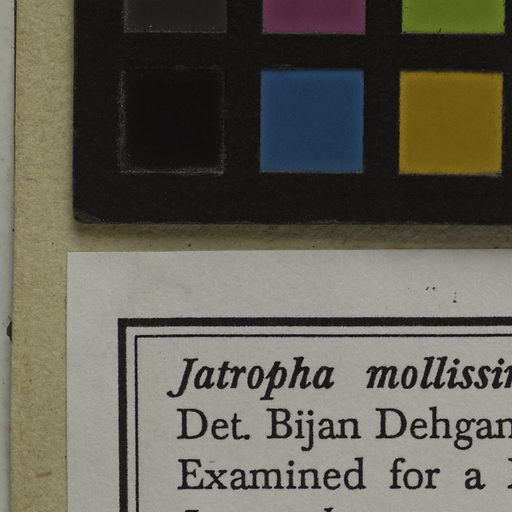 Jatropha mollissi
Det. Bijan Dehgan
Examined for a